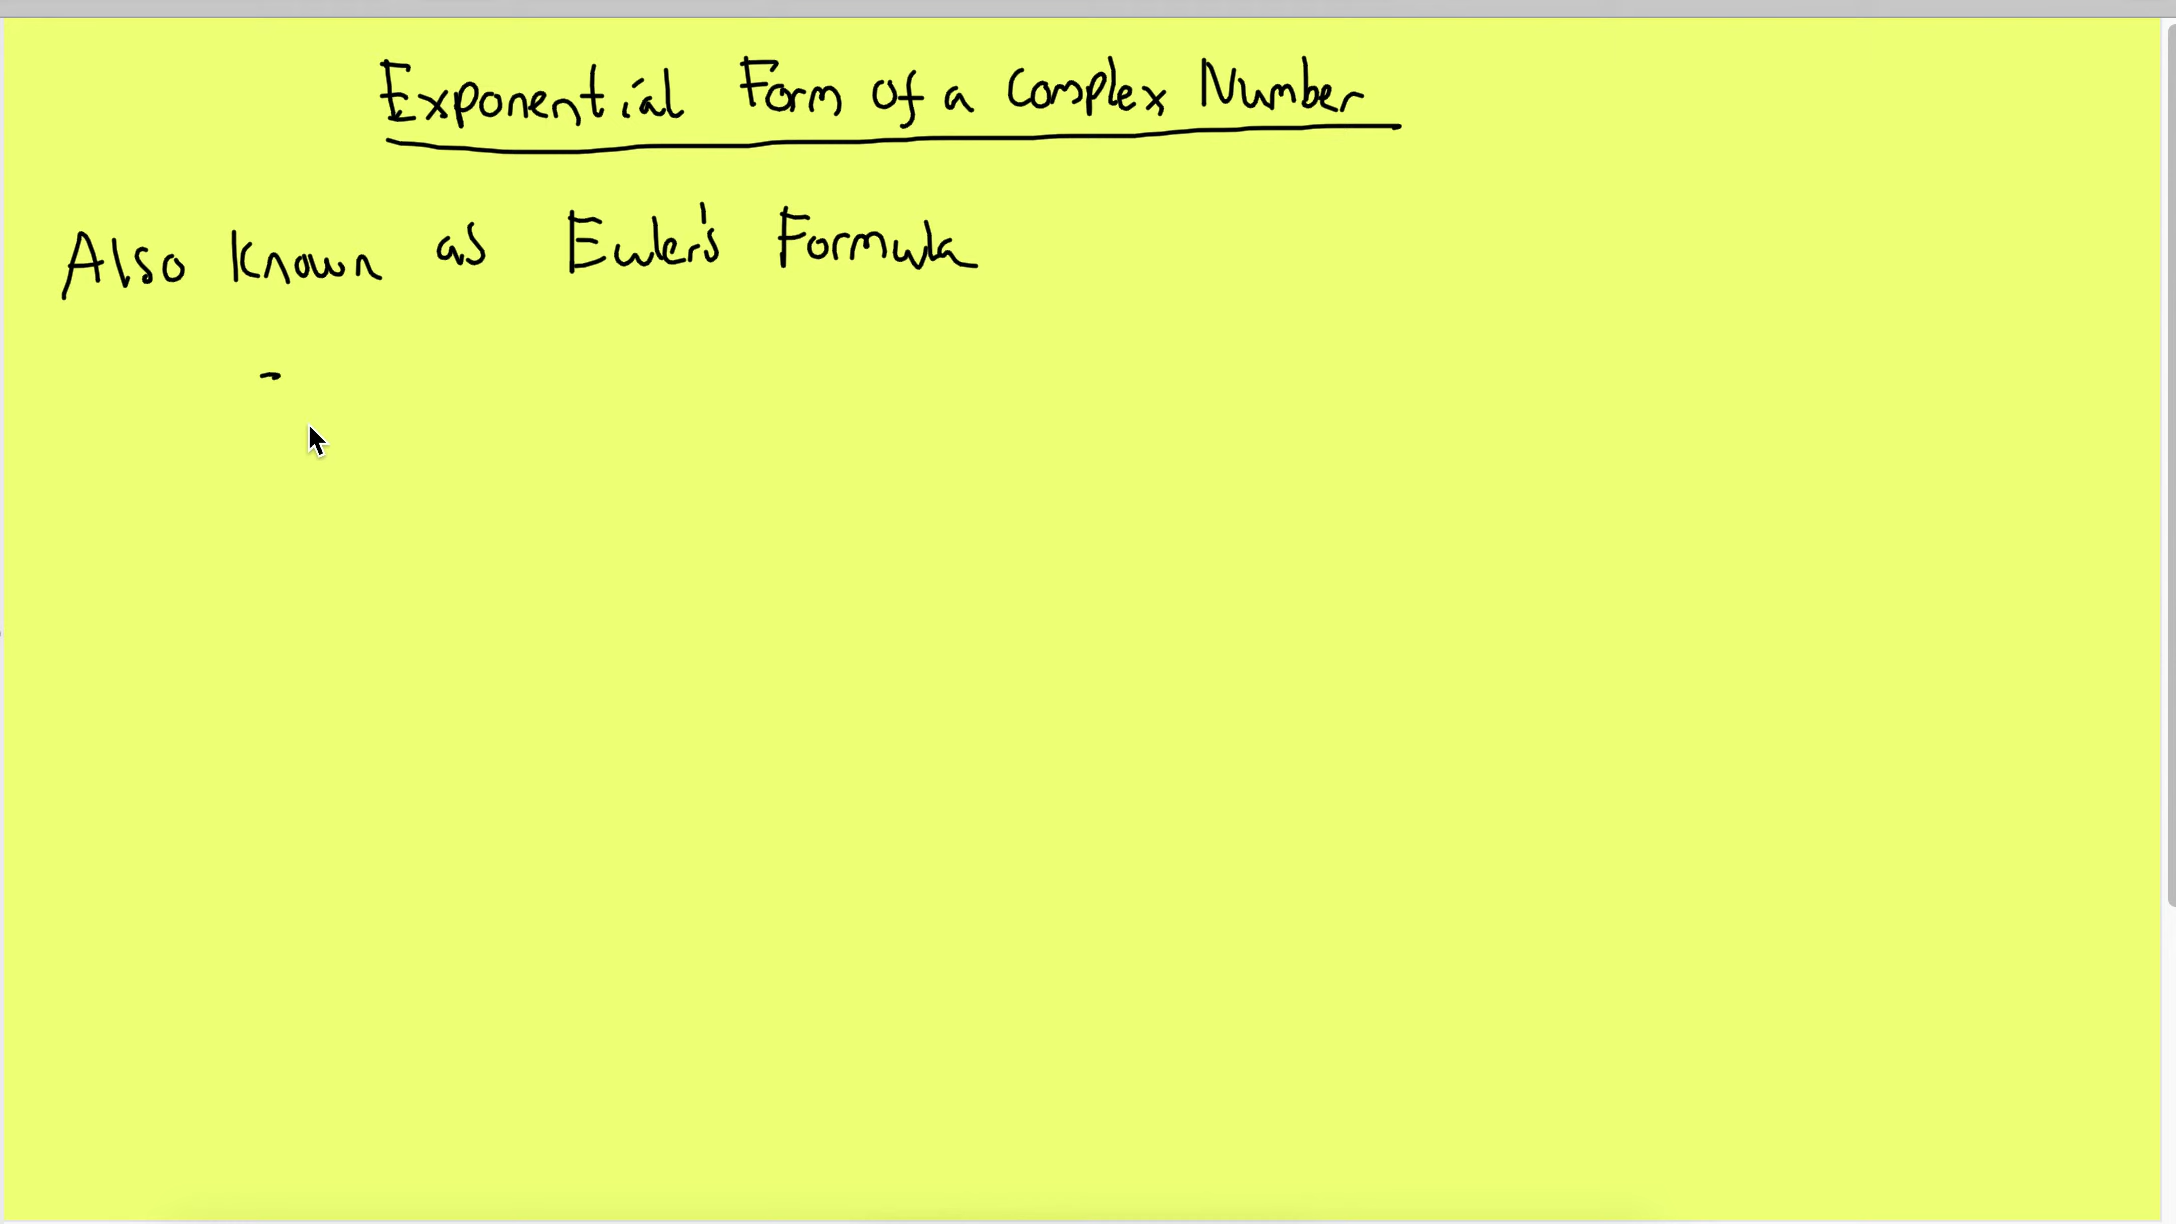 Exponential Form of a Complex Number
Also Known as Euler's Formula
-